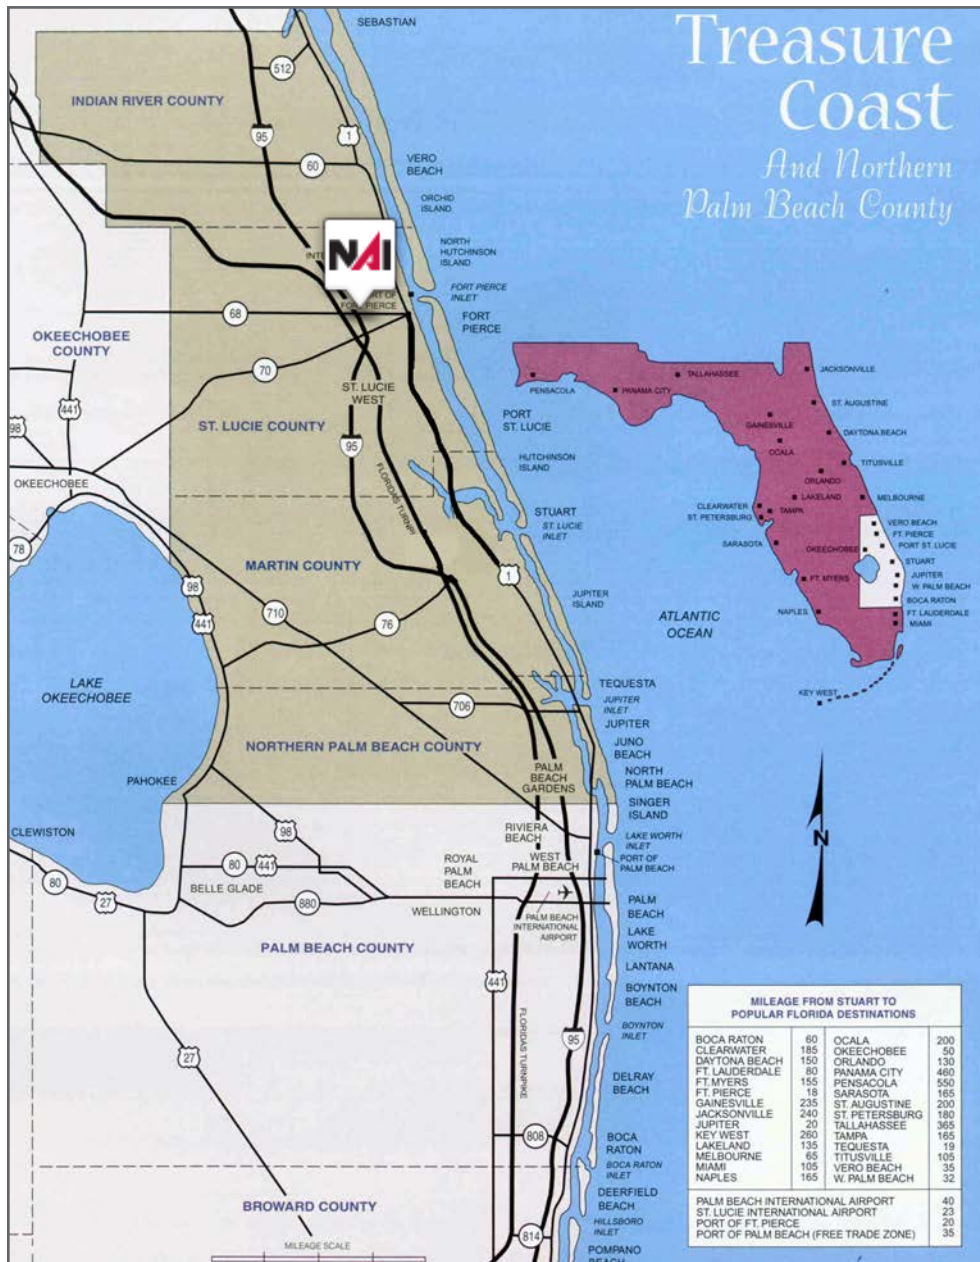 Treasure
Coast
And Northern
Palm Beach County
SEBASTIAN
512
INDIAN RIVER COUNTY
95
1
60
VERO
BEACH
ORCHID
ISLAND
NORTH
HUTCHINSON
ISLAND
NAI
FORT PIERCE
INLET
FORT
PIERCE
68
OKEECHOBEE
COUNTY
70
ST. LUCIE
WEST
441
98
ST. LUCIE COUNTY
95
PORT
ST. LUCIE
HUTCHINSON
ISLAND
OKEECHOBEE
FLORIDAS TURNPI
STUART
ST. LUCIE
INLET
78
MARTIN COUNTY
98
441
710
76
1
JUPITER
ISLAND
ATLANTIC
OCEAN
LAKE
OKEECHOBEE
TEQUESTA
JUPITER
INLET
706
JUPITER
JUNO
BEACH
NORTHERN PALM BEACH COUNTY
PALM
BEACH
GARDENS
NORTH
PALM BEACH
SINGER
ISLAND
PAHOKEE
CLEWISTON
98
RIVIERA
BEACH
LAKE WORTH
INLET
PORT OF
PALM BEACH
80
441
ROYAL
PALM
BEACH
WEST
PALM BEACH
80
27
BELLE GLADE
880
WELLINGTON
PALM BEACH
INTERNATIONAL
AIRPORT
PALM
BEACH
LAKE
WORTH
PALM BEACH COUNTY
LANTANA
441
BOYNTON
BEACH
FLORIDAS TURNPIKE
95
BOYNTON
INLET
27
DELRAY
BEACH
808
BOCA
RATON
BOCA RATON
INLET
BROWARD COUNTY
DEERFIELD
BEACH
HILLSBORO
INLET
814
MILEAGE SCALE
POMPANO
BEACH
PENSACOLA
PANAMA CITY
TALLAHASSEE
JACKSONVILLE
ST. AUGUSTINE
GAINESVILLE
DAYTONA BEACH
OCALA
TITUSVILLE
ORLANDO
LAKELAND
MELBOURNE
CLEARWATER
TAMPA
ST. PETERSBURG
VERO BEACH
FT. PIERCE
SARASOTA
PORT ST. LUCIE
OKEECHOBEE
STUART
FT. MYERS
JUPITER
W. PALM BEACH
BOCA RATON
NAPLES
FT. LAUDERDALE
MIAMI
KEY WEST
N
MILEAGE FROM STUART TO
POPULAR FLORIDA DESTINATIONS
BOCA RATON 60 OCALA 200
CLEARWATER 185 OKEECHOBEE 50
DAYTONA BEACH 150 ORLANDO 130
FT. LAUDERDALE 80 PANAMA CITY 460
FT.MYERS 155 PENSACOLA 550
FT. PIERCE 18 SARASOTA 165
GAINESVILLE 235 ST. AUGUSTINE 200
JACKSONVILLE 240 ST. PETERSBURG 180
JUPITER 20 TALLAHASSEE 365
KEY WEST 260 TAMPA 165
LAKELAND 135 TEQUESTA 19
MELBOURNE 65 TITUSVILLE 105
MIAMI 105 VERO BEACH 35
NAPLES 165 W. PALM BEACH 32
PALM BEACH INTERNATIONAL AIRPORT 40
ST. LUCIE INTERNATIONAL AIRPORT 23
PORT OF FT. PIERCE 20
PORT OF PALM BEACH (FREE TRADE ZONE) 35